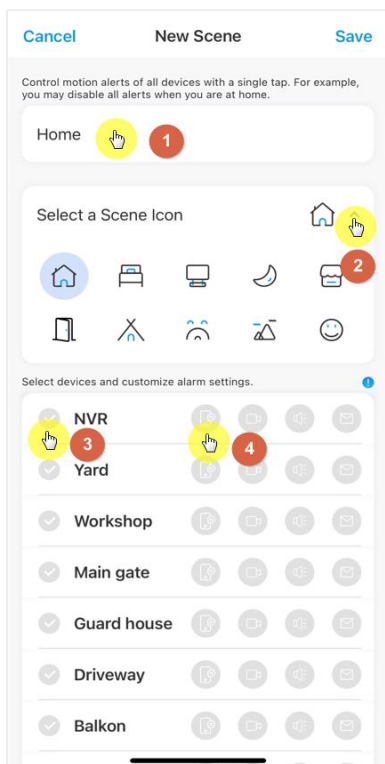 Cancel New Scene Save
Control motion alerts of all devices with a single tap. For example,
you may disable all alerts when you are at home.
Home
1
Select a Scene Icon
2
Select devices and customize alarm settings.
NVR
3
4
Yard
Workshop
Main gate
Guard house
Driveway
Balkon